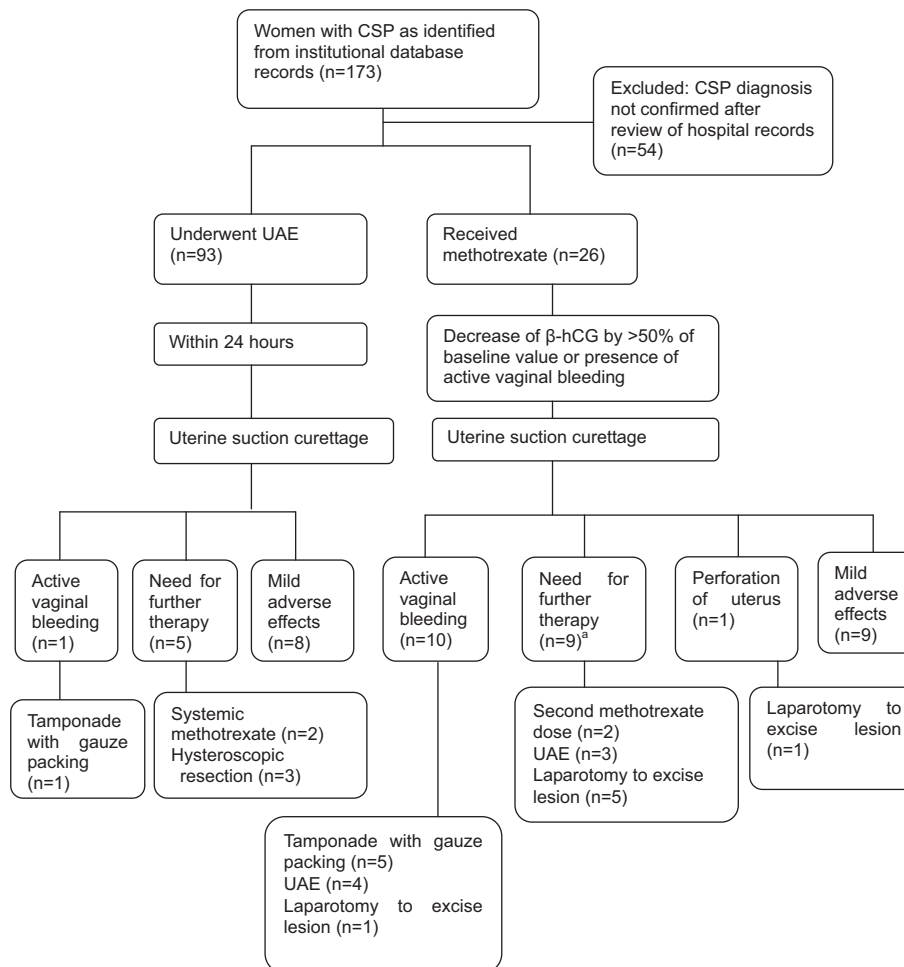 Women with CSP as identified
from institutional database
records (n=173)
Excluded: CSP diagnosis
not confirmed after
review of hospital records
(n=54)
Underwent UAE
(n=93)
Received
methotrexate (n=26)
Within 24 hours
Decrease of β-hCG by >50% of
baseline value or presence of
active vaginal bleeding
Uterine suction curettage
Uterine suction curettage
Active
vaginal
bleeding
(n=1)
Need for
further
therapy
(n=5)
Mild
adverse
effects
(n=8)
Active
vaginal
bleeding
(n=10)
Need for
further
therapy
(n=9)a
Perforation
of uterus
(n=1)
Mild
adverse
effects
(n=9)
Tamponade
with gauze
packing
(n=1)
Systemic
methotrexate (n=2)
Hysteroscopic
resection (n=3)
Second methotrexate
dose (n=2)
UAE (n=3)
Laparotomy to excise
lesion (n=5)
Laparotomy to
excise lesion
(n=1)
Tamponade with gauze
packing (n=5)
UAE (n=4)
Laparotomy to excise
lesion (n=1)